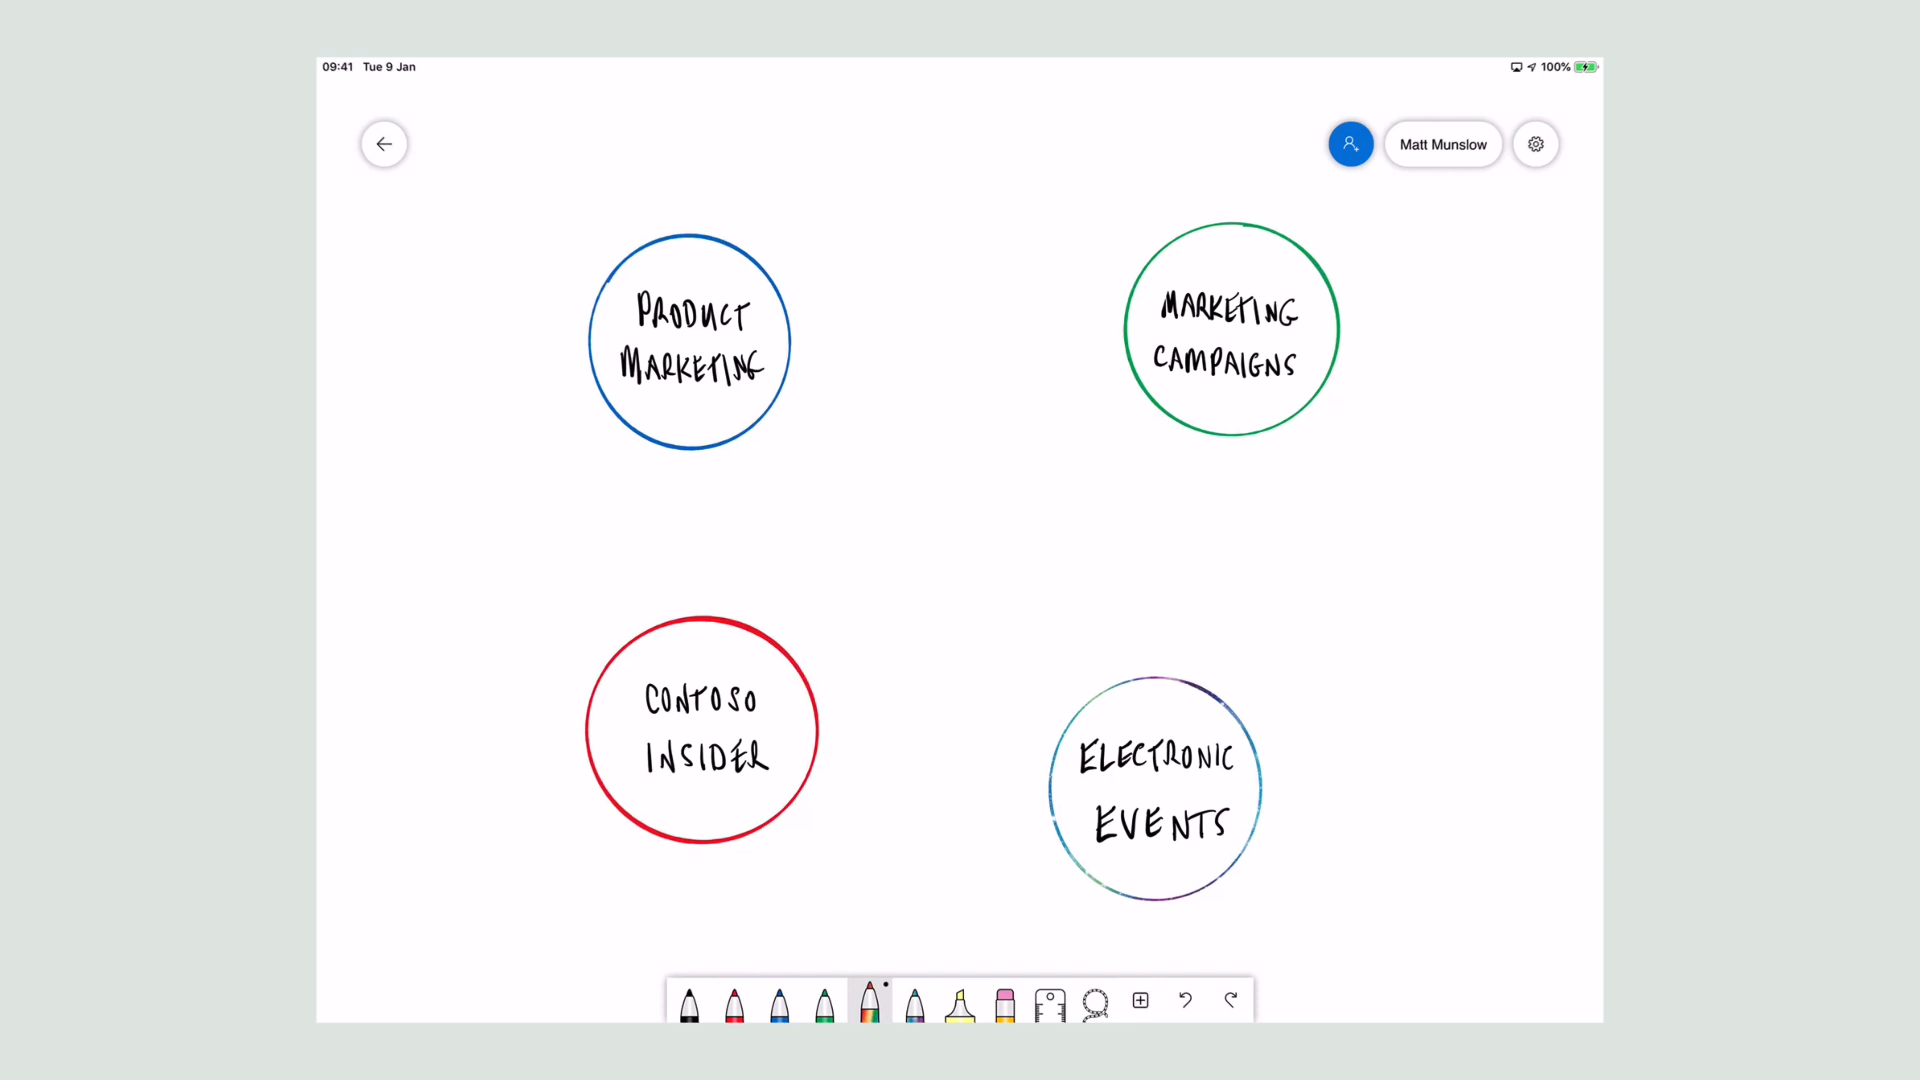 09:41 Tue 9 Jan
100%
Matt Munslow
PRODUCT
MARKETING
MARKETING
CAMPAIGNS
CONTOSO
INSIDER
ELECTRONIC
EVENTS